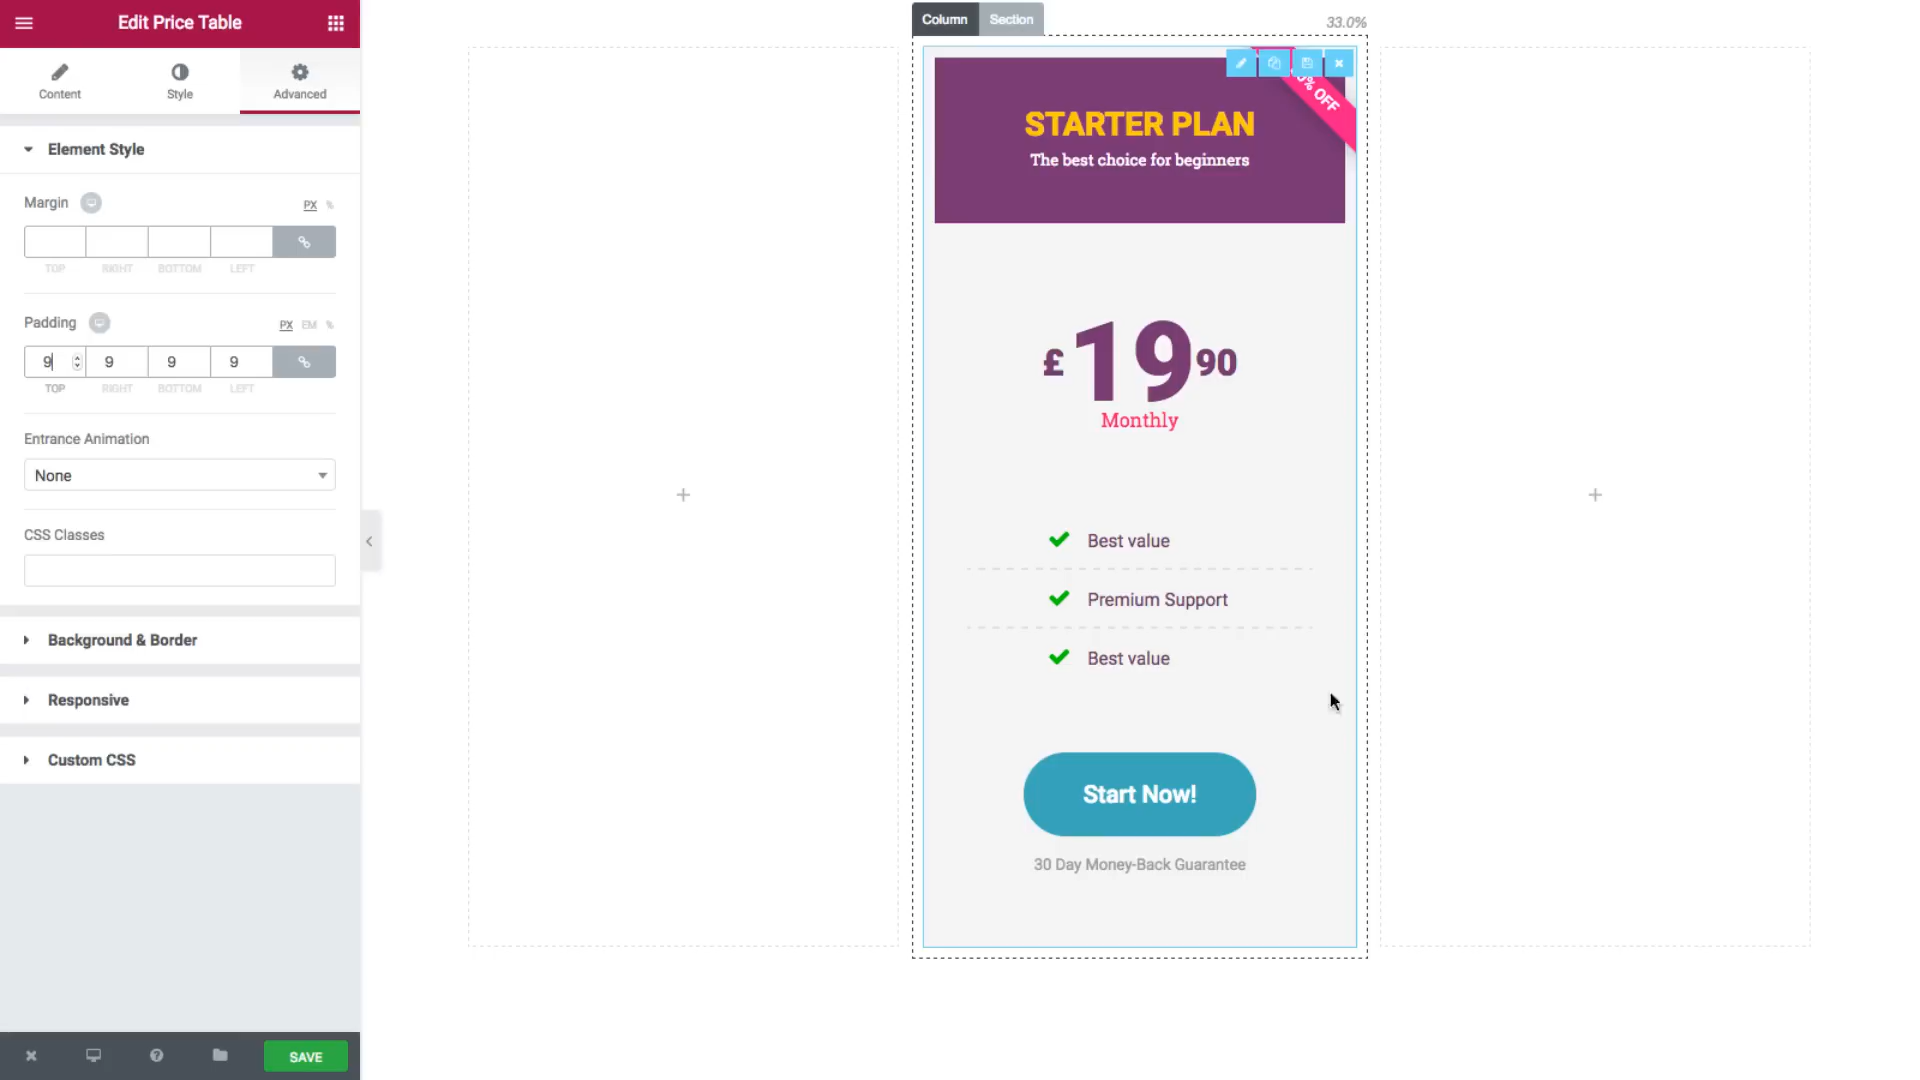 Edit Price Table
Content
Style
Advanced
Element Style
Margin
PX %
TOP RIGHT BOTTOM LEFT
Padding
PX EM %
9 9 9 9
TOP RIGHT BOTTOM LEFT
Entrance Animation
None
CSS Classes
Background & Border
Responsive
Custom CSS
SAVE
Column
Section
33.0%
% OFF
STARTER PLAN
The best choice for beginners
£1990
Monthly
Best value
Premium Support
Best value
Start Now!
30 Day Money-Back Guarantee